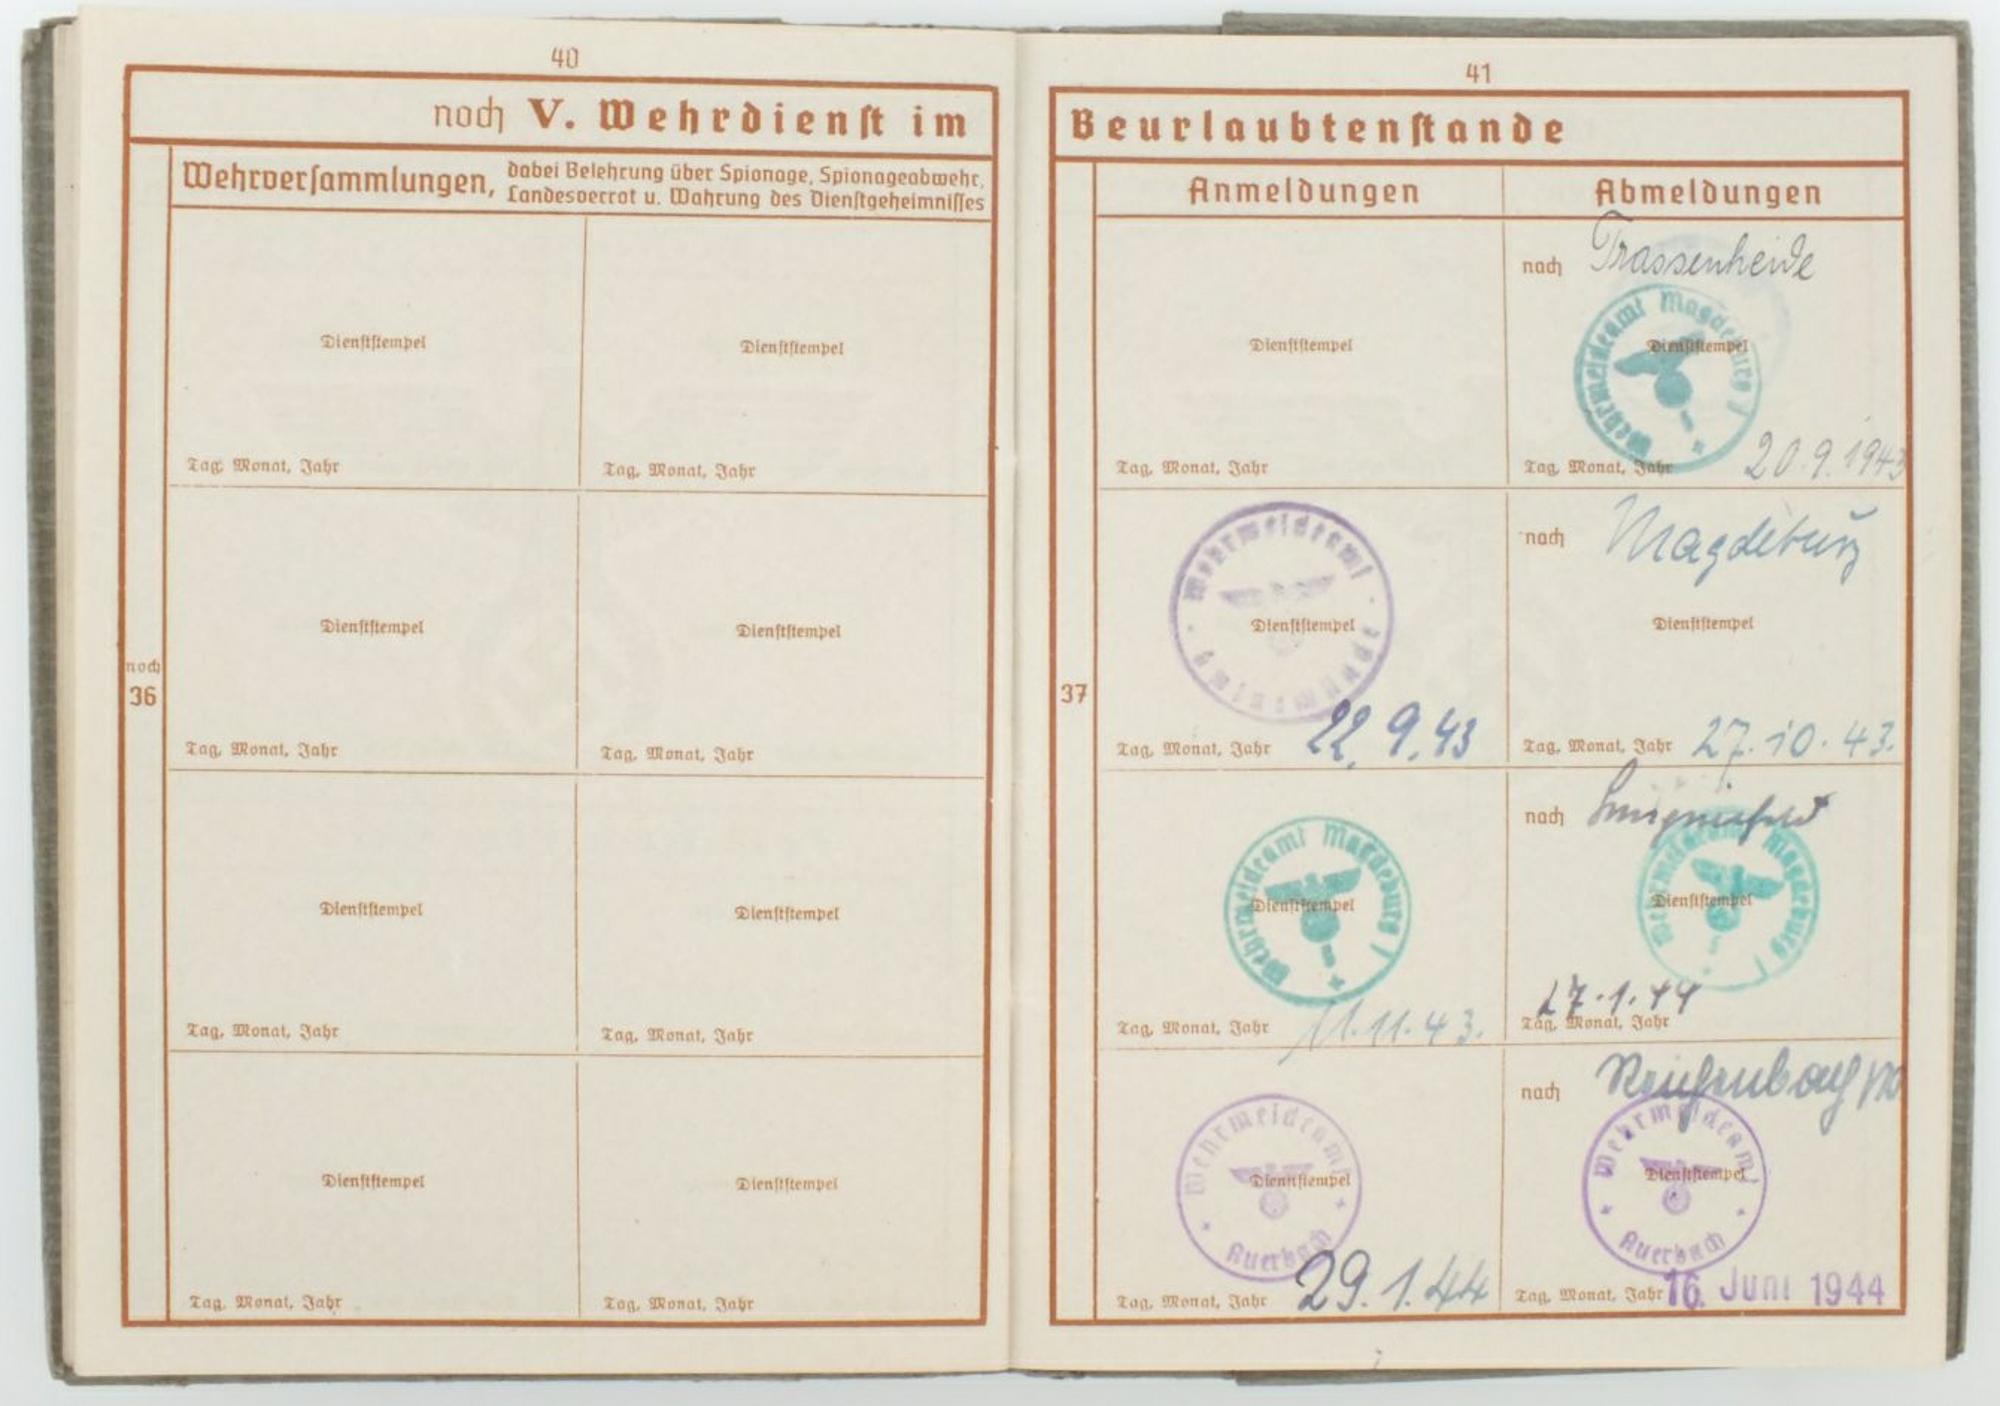 40
noch V. Wehrdienst im
Wehrversammlungen, dabei Belehrung über Spionage, Spionageabwehr,
Landesverrat u. Wahrung des Dienstgeheimnisses
Dienststempel
Dienststempel
Tag, Monat, Jahr
Tag, Monat, Jahr
Dienststempel
Dienststempel
noch
36
Tag, Monat, Jahr
Tag, Monat, Jahr
Dienststempel
Dienststempel
Tag, Monat, Jahr
Tag, Monat, Jahr
Dienststempel
Dienststempel
Tag, Monat, Jahr
Tag, Monat, Jahr
41
Beurlaubtenstande
Anmeldungen
Abmeldungen
nach Trassenheide
Dienststempel
Wehrmeldeamt Magdeburg I
Dienststempel
Tag, Monat, Jahr
Tag, Monat, Jahr 20.9.1943
nach Magdeburg
Wehrmeldeamt
Swinemünde
Dienststempel
Dienststempel
37
Tag, Monat, Jahr 22.9.43
Tag, Monat, Jahr 27.10.43.
nach
Wehrmeldeamt Magdeburg I
Dienststempel
Wehrmeldeamt Magdeburg I
Dienststempel
Tag, Monat, Jahr 11.11.43.
27.1.44
Tag, Monat, Jahr
nach Reichenbach
Wehrmeldeamt
Dienststempel
Auerbach
Wehrmeldeamt
Dienststempel
Auerbach
Tag, Monat, Jahr 29.1.44
Tag, Monat, Jahr 16. Juni 1944